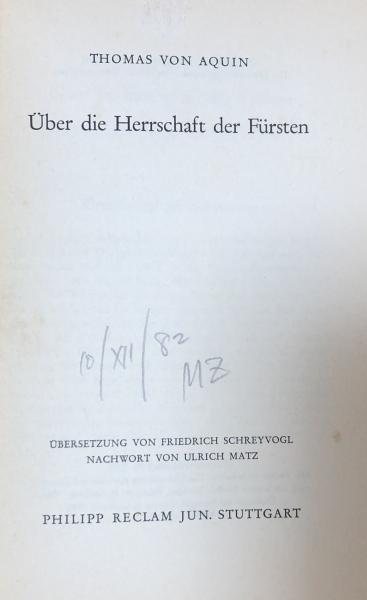 THOMAS VON AQUIN
Über die Herrschaft der Fürsten
10/XII/82
MZ
ÜBERSETZUNG VON FRIEDRICH SCHREYVOGL
NACHWORT VON ULRICH MATZ
PHILIPP RECLAM JUN. STUTTGART